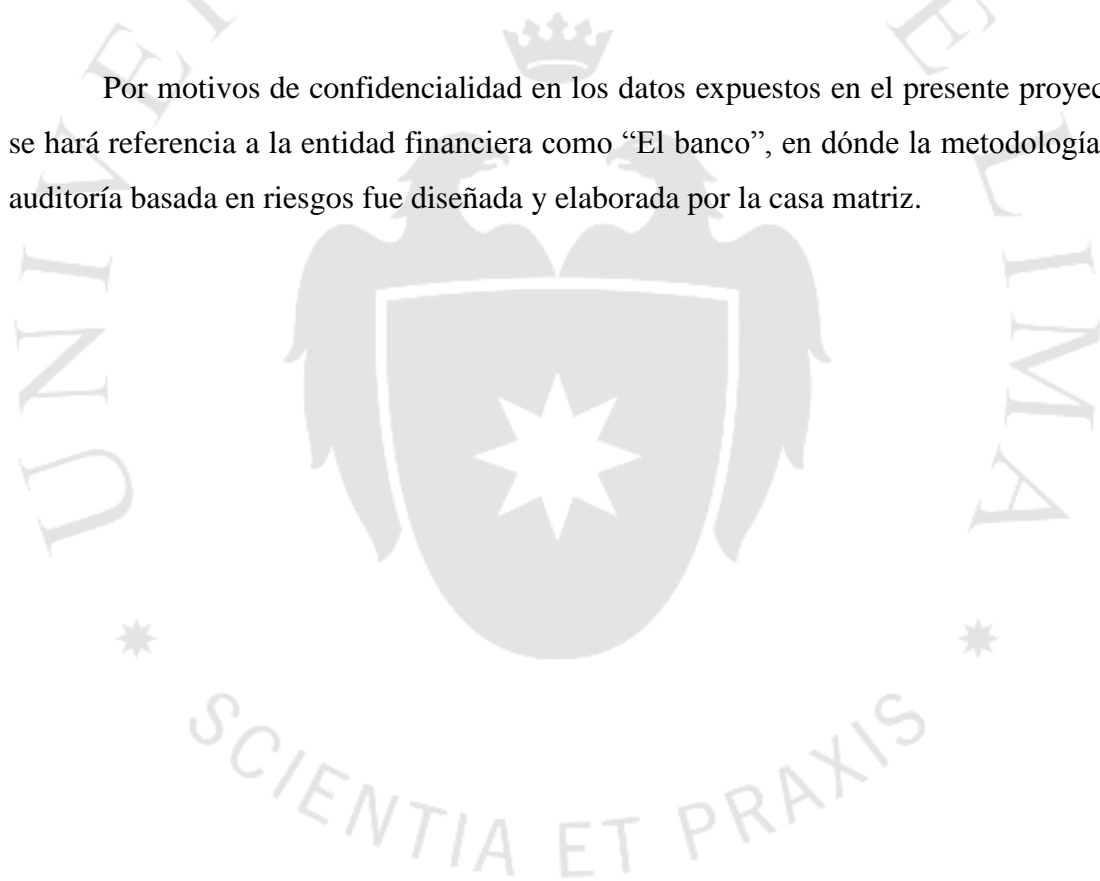 Por motivos de confidencialidad en los datos expuestos en el presente proyec
se hará referencia a la entidad financiera como “El banco”, en dónde la metodología
auditoría basada en riesgos fue diseñada y elaborada por la casa matriz.
SCIENTIA ET PRAXIS